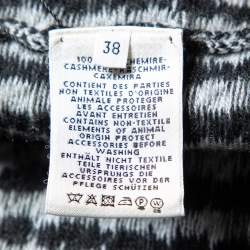 38
100 CHEMIRE-
CASHMERE-KASCHMIR-
CAXEMIRA
CONTIENT DES PARTIES
NON TEXTILES D'ORIGINE
ANIMALE PROTEGER
LES ACCESSOIRES
AVANT ENTRETIEN
CONTAINS NON-TEXTILE
ELEMENTS OF ANIMAL
ORIGIN PROTECT
ACCESSORIES BEFORE
WASHING
ENTHÄLT NICHT TEXTILE
TEILE TIERISCHEN
URSPRUNGS DIE
ACCESSOIRES VOR DER
PFLEGE SCHÜTZEN